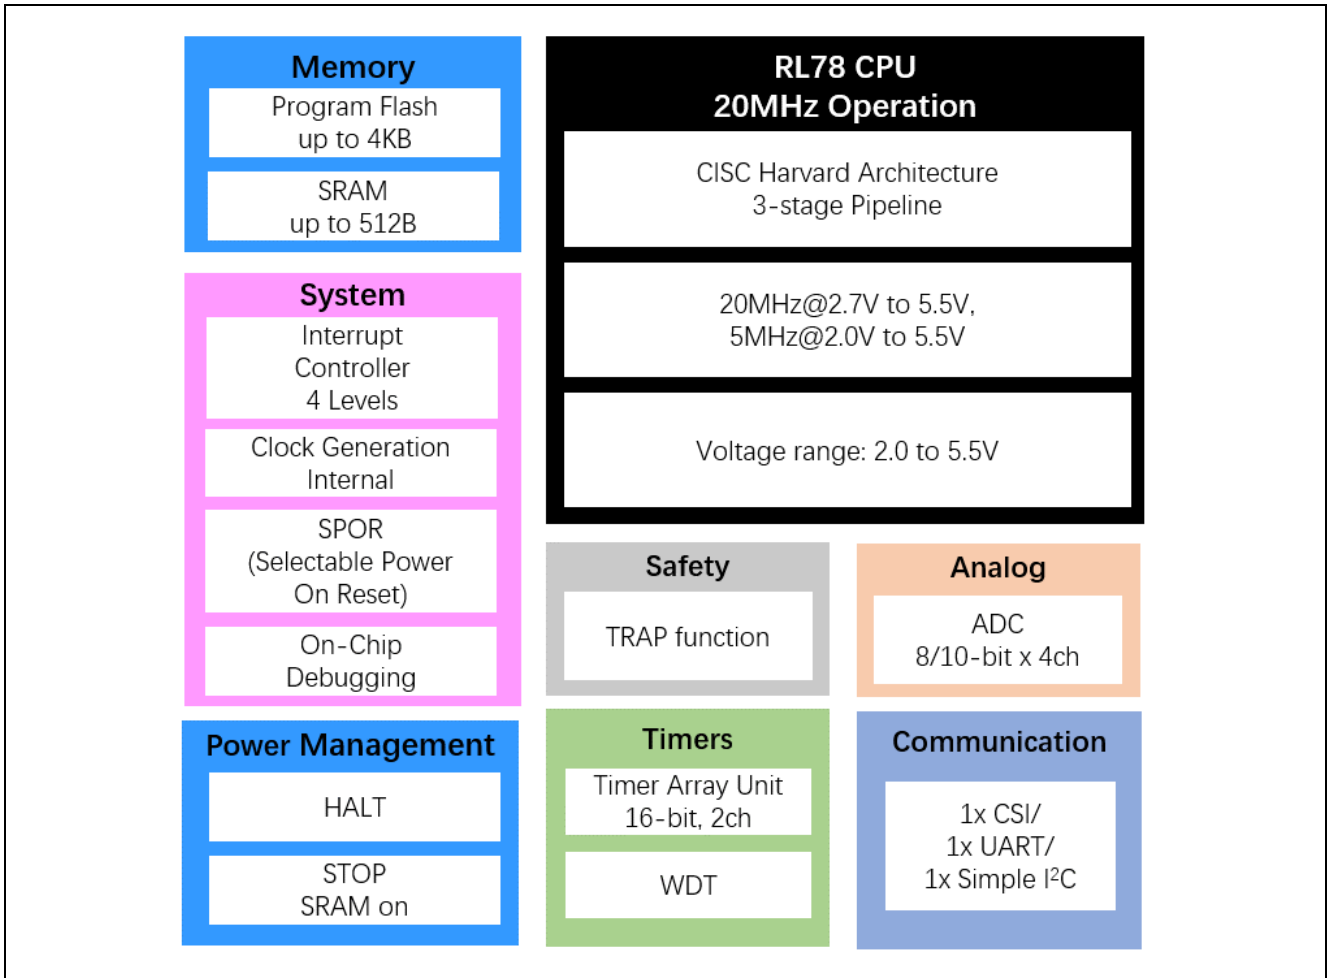 Memory
Program Flash
up to 4KB
SRAM
up to 512B
System
Interrupt
Controller
4 Levels
Clock Generation
Internal
SPOR
(Selectable Power
On Reset)
On-Chip
Debugging
Power Management
HALT
STOP
SRAM on
RL78 CPU
20MHz Operation
CISC Harvard Architecture
3-stage Pipeline
20MHz@2.7V to 5.5V,
5MHz@2.0V to 5.5V
Voltage range: 2.0 to 5.5V
Safety
TRAP function
Analog
ADC
8/10-bit x 4ch
Timers
Timer Array Unit
16-bit, 2ch
WDT
Communication
1x CSI/
1x UART/
1x Simple I²C